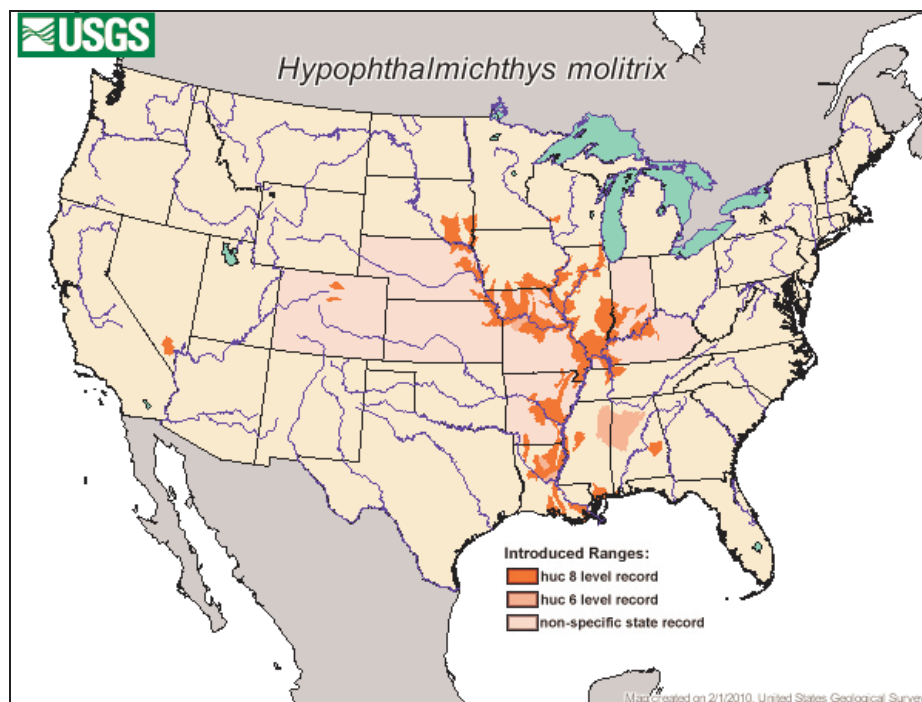 USGS
Hypophthalmichthys molitrix
Introduced Ranges:
huc 8 level record
huc 6 level record
non-specific state record
Map created on 2/1/2010. United States Geological Survey